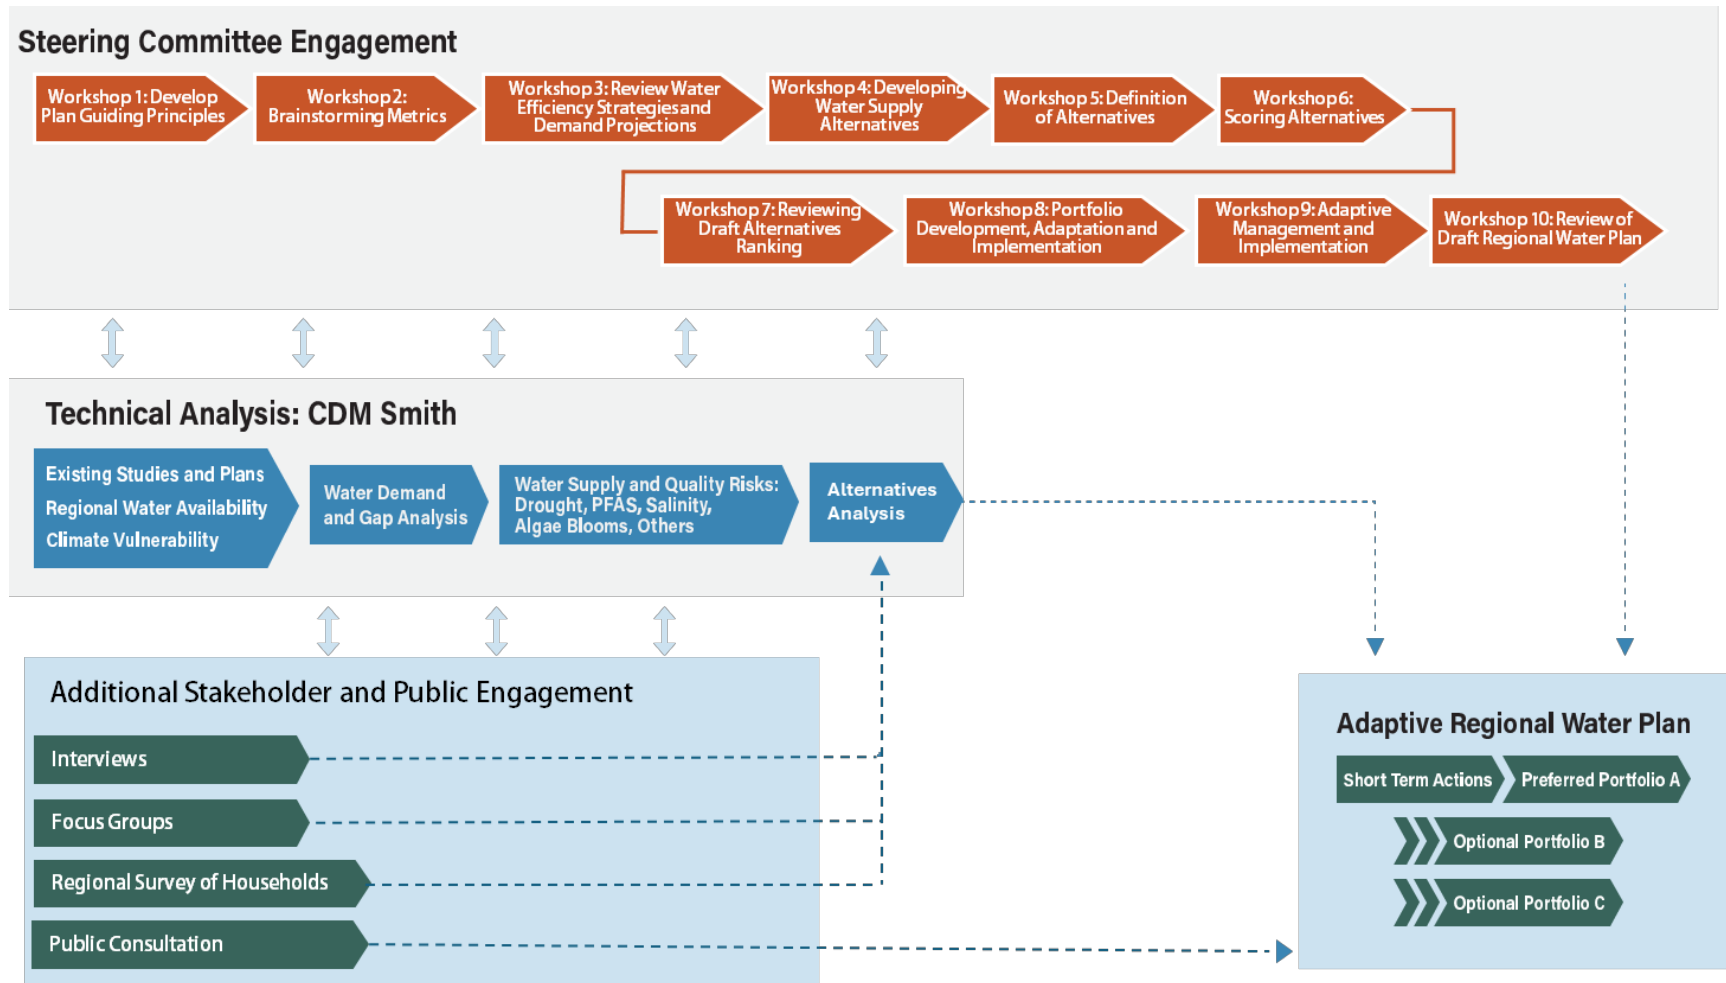 Steering Committee Engagement
Workshop 1: Develop
Plan Guiding Principles
Workshop 2:
Brainstorming Metrics
Workshop 3: Review Water
Efficiency Strategies and
Demand Projections
Workshop 4: Developing
Water Supply
Alternatives
Workshop 5: Definition
of Alternatives
Workshop 6:
Scoring Alternatives
Workshop 7: Reviewing
Draft Alternatives
Ranking
Workshop 8: Portfolio
Development, Adaptation and
Implementation
Workshop 9: Adaptive
Management and
Implementation
Workshop 10: Review of
Draft Regional Water Plan
Technical Analysis: CDM Smith
Existing Studies and Plans
Regional Water Availability
Climate Vulnerability
Water Demand
and Gap Analysis
Water Supply and Quality Risks:
Drought, PFAS, Salinity,
Algae Blooms, Others
Alternatives
Analysis
Additional Stakeholder and Public Engagement
Interviews
Focus Groups
Regional Survey of Households
Public Consultation
Adaptive Regional Water Plan
Short Term Actions
Preferred Portfolio A
Optional Portfolio B
Optional Portfolio C